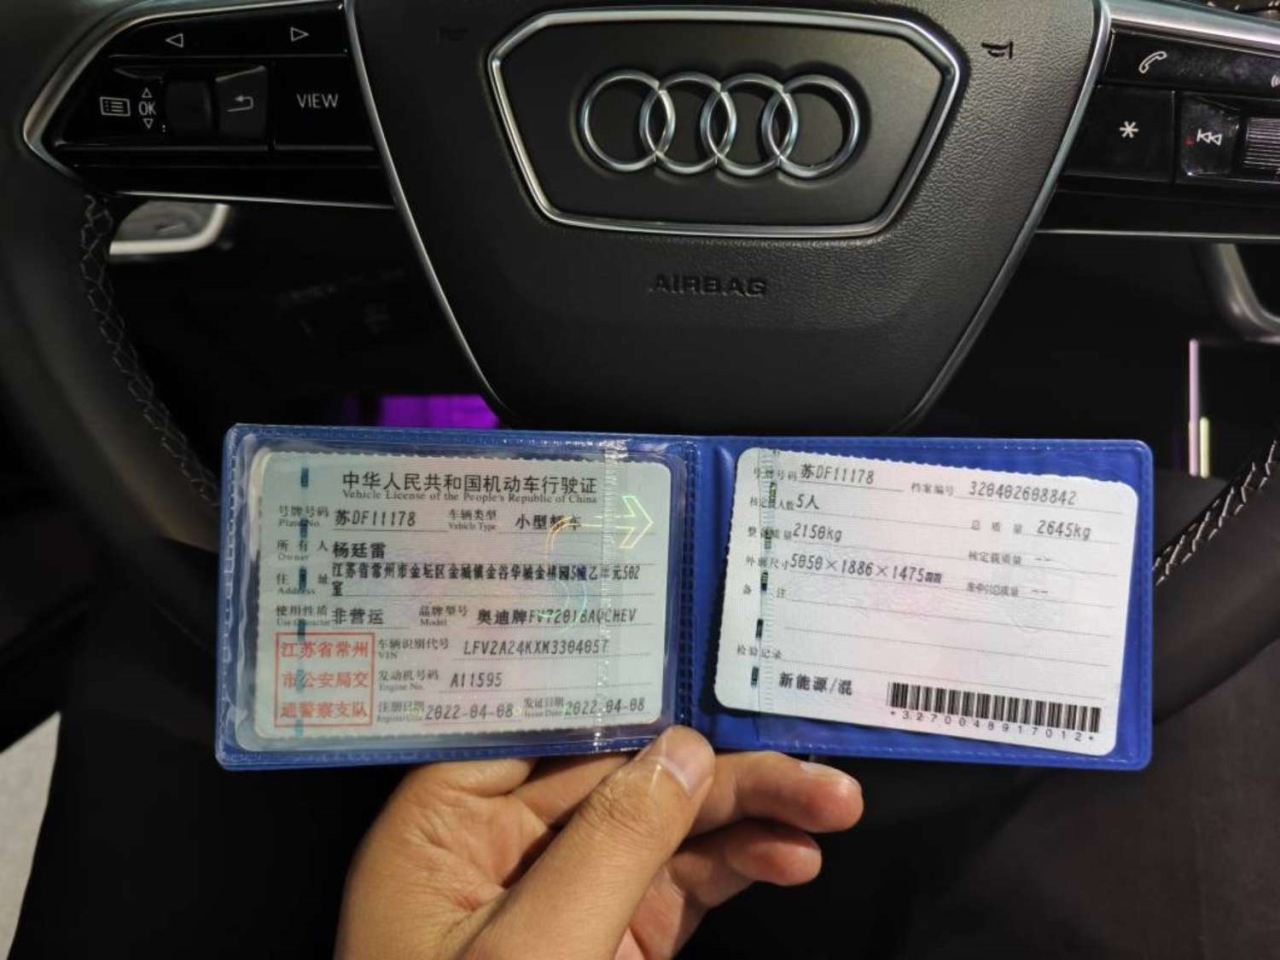 OK
VIEW
AIRBAG
中华人民共和国机动车行驶证
Vehicle License of the People's Republic of China
号牌号码 苏DF11178 车辆类型 小型轿车
Plate No. Vehicle Type
所有人 杨廷雷
Owner
住址 江苏省常州市金坛区金城镇金谷华城金桂园5幢乙单元502
Address 室
使用性质 非营运 品牌型号 奥迪牌FV72018AQCHEV
Use Character Model
江苏省常州 车辆识别代号 LFV2A24KXM3304057
VIN
市公安局交 发动机号码 A11595
Engine No.
通警察支队 注册日期 2022-04-08 发证日期 2022-04-08
Register Date Issue Date
号牌号码 苏DF11178 档案编号 320402608842
核定载人数 5人 总质量 2645kg
整备质量 2150kg 核定载质量 --
外廓尺寸 5050×1886×1475mm 准牵引总质量 --
备注
检验记录
新能源/混
*3270048917012*